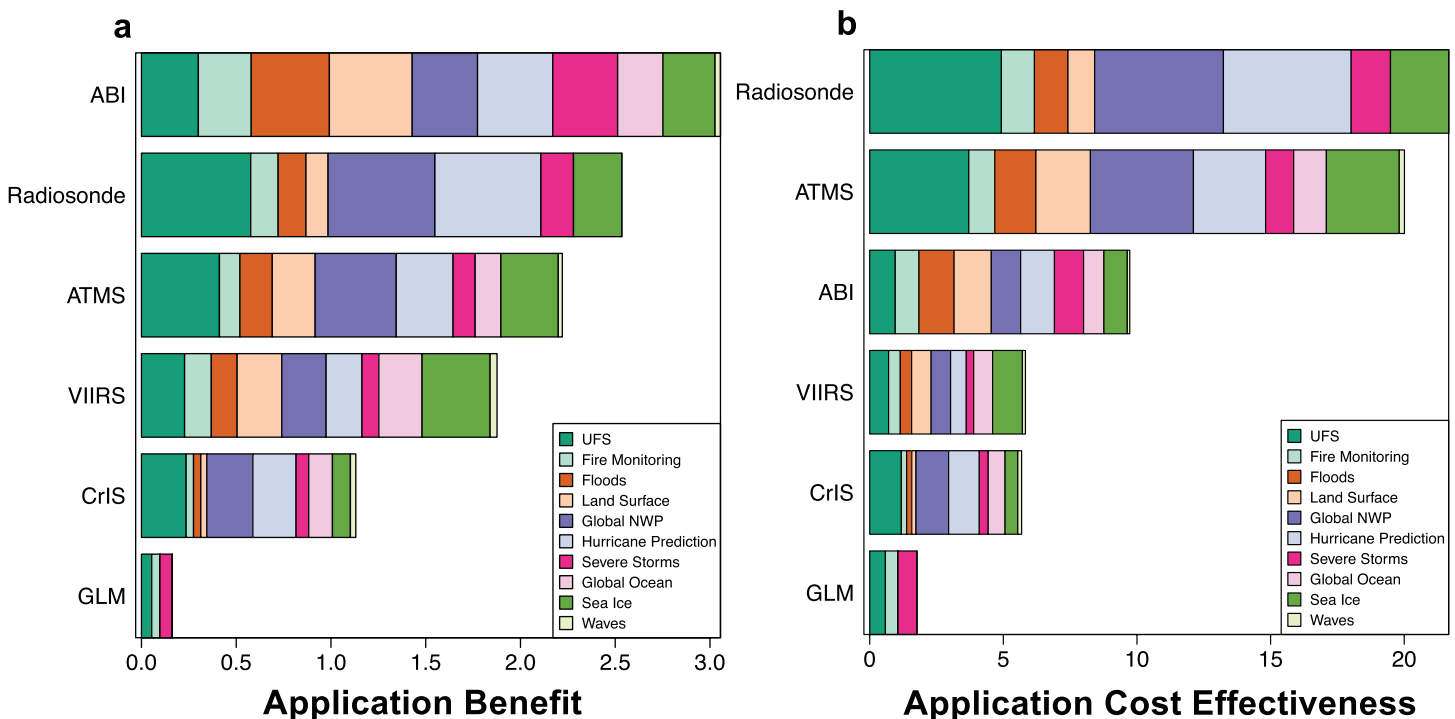 a
ABI
Radiosonde
ATMS
VIIRS
CrIS
GLM
UFS
Fire Monitoring
Floods
Land Surface
Global NWP
Hurricane Prediction
Severe Storms
Global Ocean
Sea Ice
Waves
0.0 0.5 1.0 1.5 2.0 2.5 3.0
Application Benefit
b
Radiosonde
ATMS
ABI
VIIRS
CrIS
GLM
UFS
Fire Monitoring
Floods
Land Surface
Global NWP
Hurricane Prediction
Severe Storms
Global Ocean
Sea Ice
Waves
0 5 10 15 20
Application Cost Effectiveness